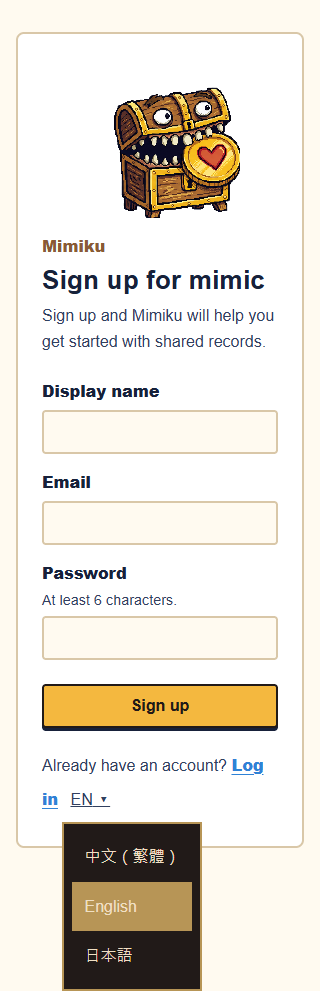 Mimiku
Sign up for mimic
Sign up and Mimiku will help you
get started with shared records.
Display name
Email
Password
At least 6 characters.
Sign up
Already have an account? Log
in EN ▼
中文（繁體）
English
日本語